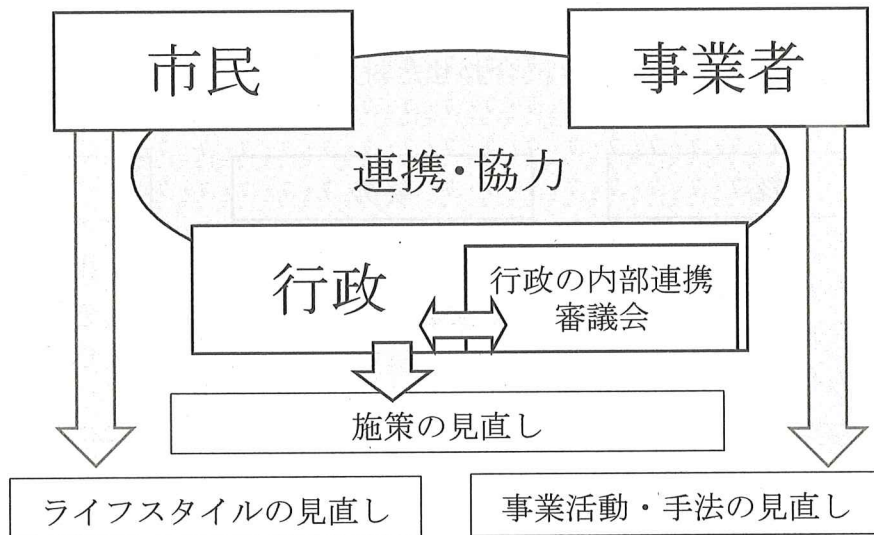 市民
事業者
連携・協力
行政
行政の内部連携
審議会
施策の見直し
ライフスタイルの見直し
事業活動・手法の見直し